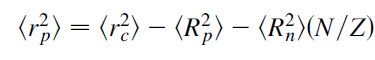 ⟨r_p^2⟩ = ⟨r_c^2⟩ − ⟨R_p^2⟩ − ⟨R_n^2⟩(N/Z)